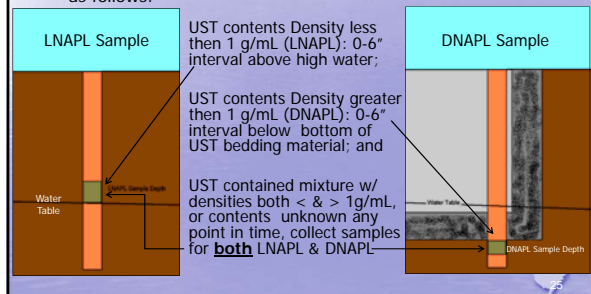 as follows:
LNAPL Sample
UST contents Density less
then 1 g/mL (LNAPL): 0-6"
interval above high water;
DNAPL Sample
UST contents Density greater
then 1 g/mL (DNAPL): 0-6"
interval below bottom of
UST bedding material; and
UST contained mixture w/
densities both < & > 1g/mL,
or contents unknown any
point in time, collect samples
for both LNAPL & DNAPL
LNAPL Sample Depth
Water
Table
Water Table
DNAPL Sample Depth
25